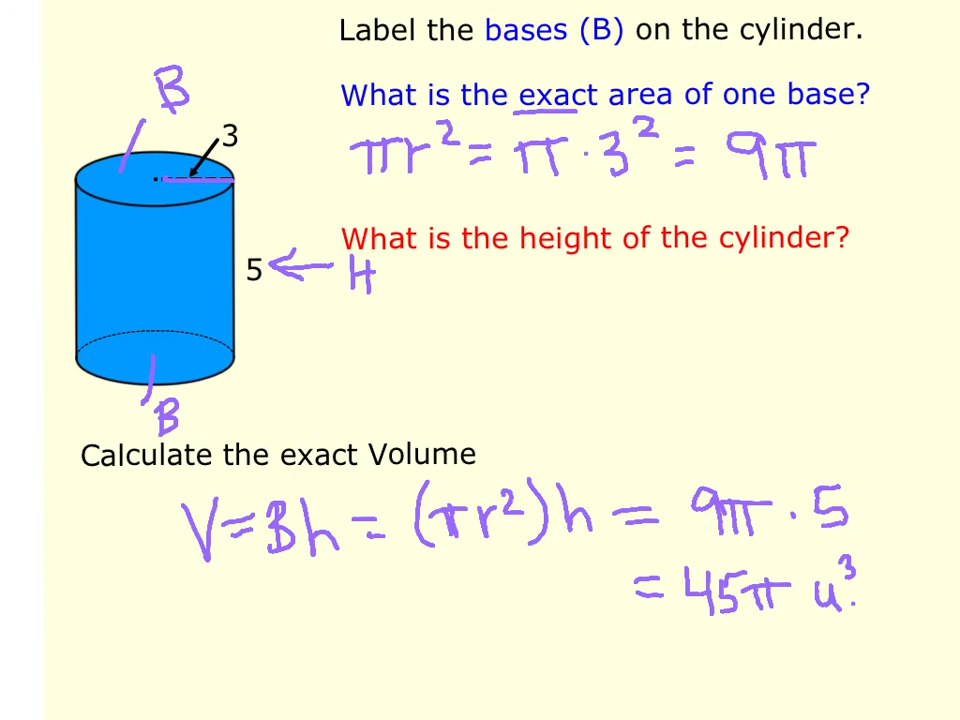 Label the bases (B) on the cylinder.
B
What is the exact area of one base?
3
πr² = π · 3² = 9π
What is the height of the cylinder?
5 ← H
B
Calculate the exact Volume
V = Bh = (πr²)h = 9π · 5
= 45π u³.